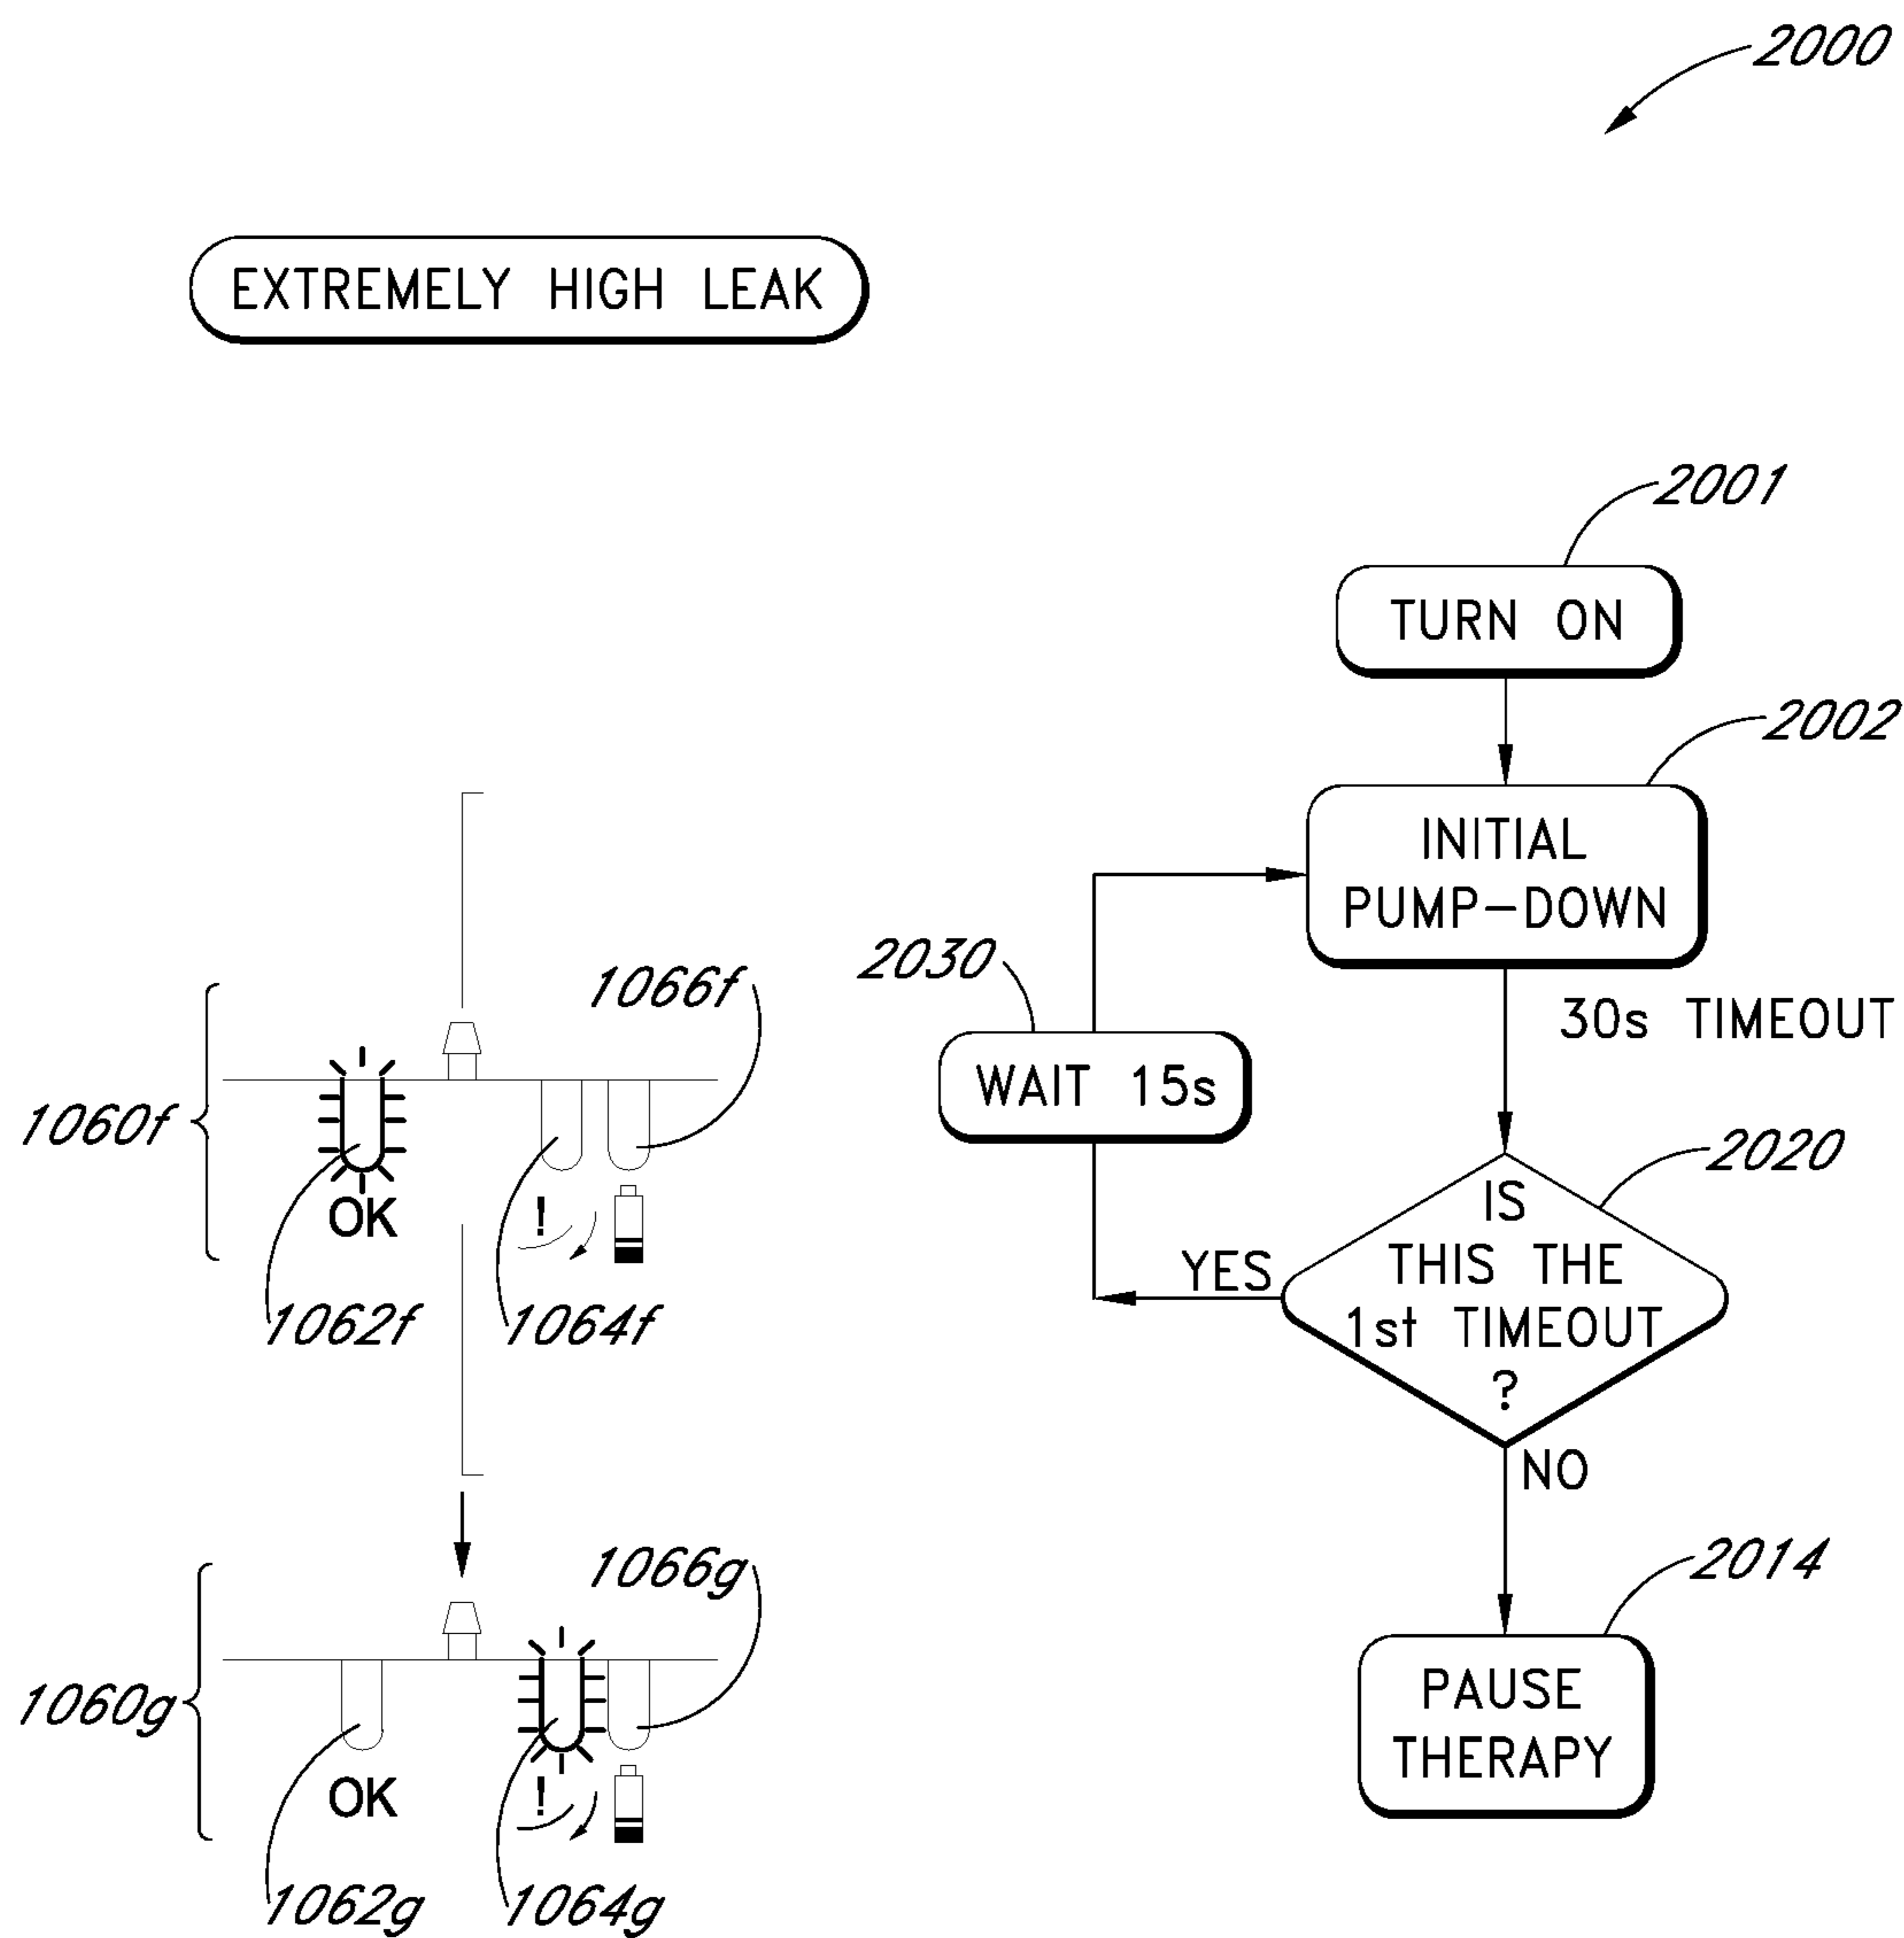 2000
EXTREMELY HIGH LEAK
2001
TURN ON
2002
INITIAL
PUMP-DOWN
30s TIMEOUT
2030
WAIT 15s
2020
IS
THIS THE
1st TIMEOUT
?
YES
NO
2014
PAUSE
THERAPY
1066f
1060f
OK
!
1062f
1064f
1066g
1060g
OK
!
1062g
1064g